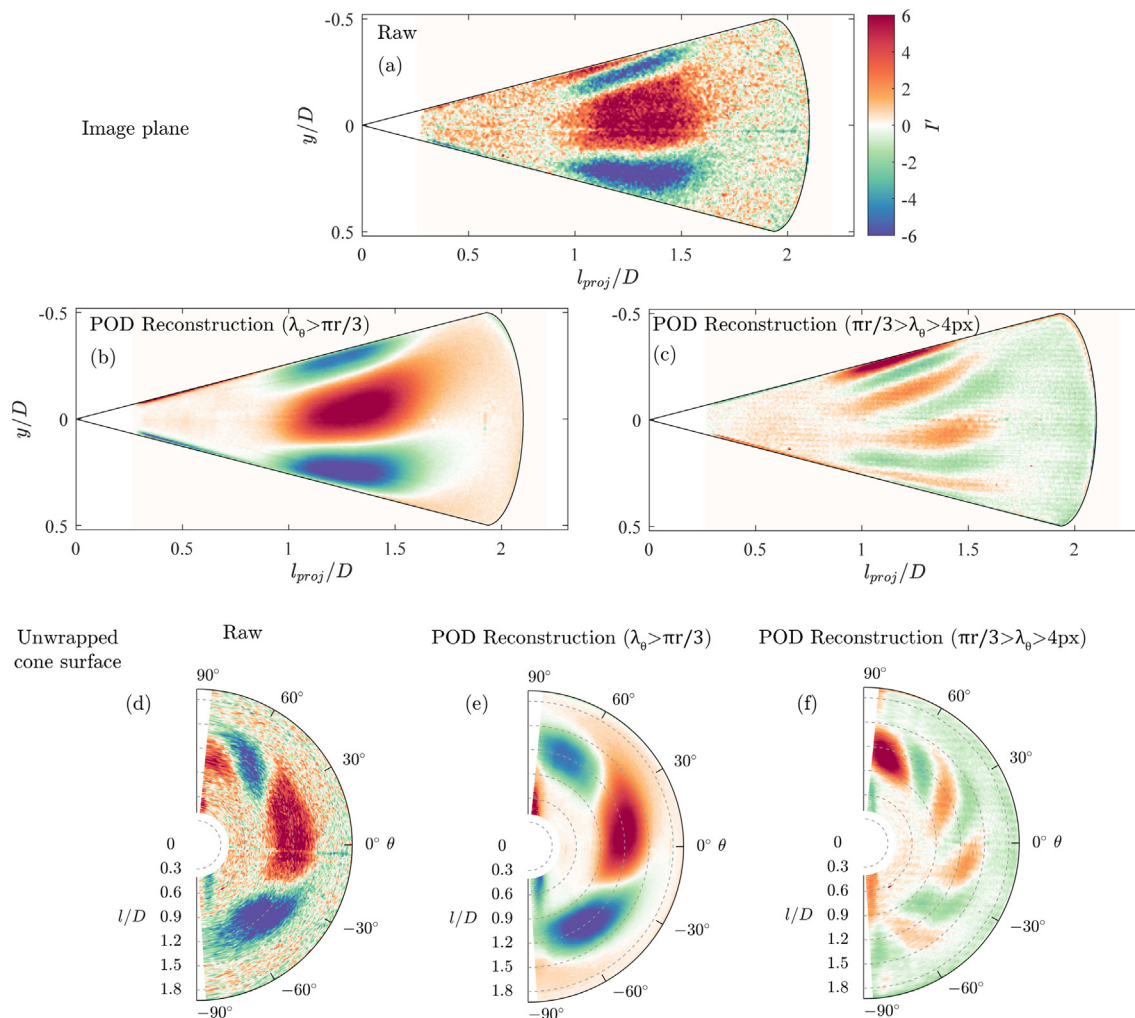 Raw
(a)
Image plane
y/D
-0.5
0
0.5
0 0.5 1 1.5 2
l_proj/D
6
4
2
0
-2
-4
-6
I'
POD Reconstruction (λ_θ>πr/3)
(b)
y/D
-0.5
0
0.5
0 0.5 1 1.5 2
l_proj/D
POD Reconstruction (πr/3>λ_θ>4px)
(c)
-0.5
0
0.5
0 0.5 1 1.5 2
l_proj/D
Unwrapped
cone surface
Raw
(d)
90°
60°
30°
0° θ
−30°
−60°
−90°
0
0.3
0.6
l/D 0.9
1.2
1.5
1.8
POD Reconstruction (λ_θ>πr/3)
(e)
90°
60°
30°
0° θ
−30°
−60°
−90°
0
0.3
0.6
l/D 0.9
1.2
1.5
1.8
POD Reconstruction (πr/3>λ_θ>4px)
(f)
90°
60°
30°
0° θ
−30°
−60°
−90°
0
0.3
0.6
l/D 0.9
1.2
1.5
1.8